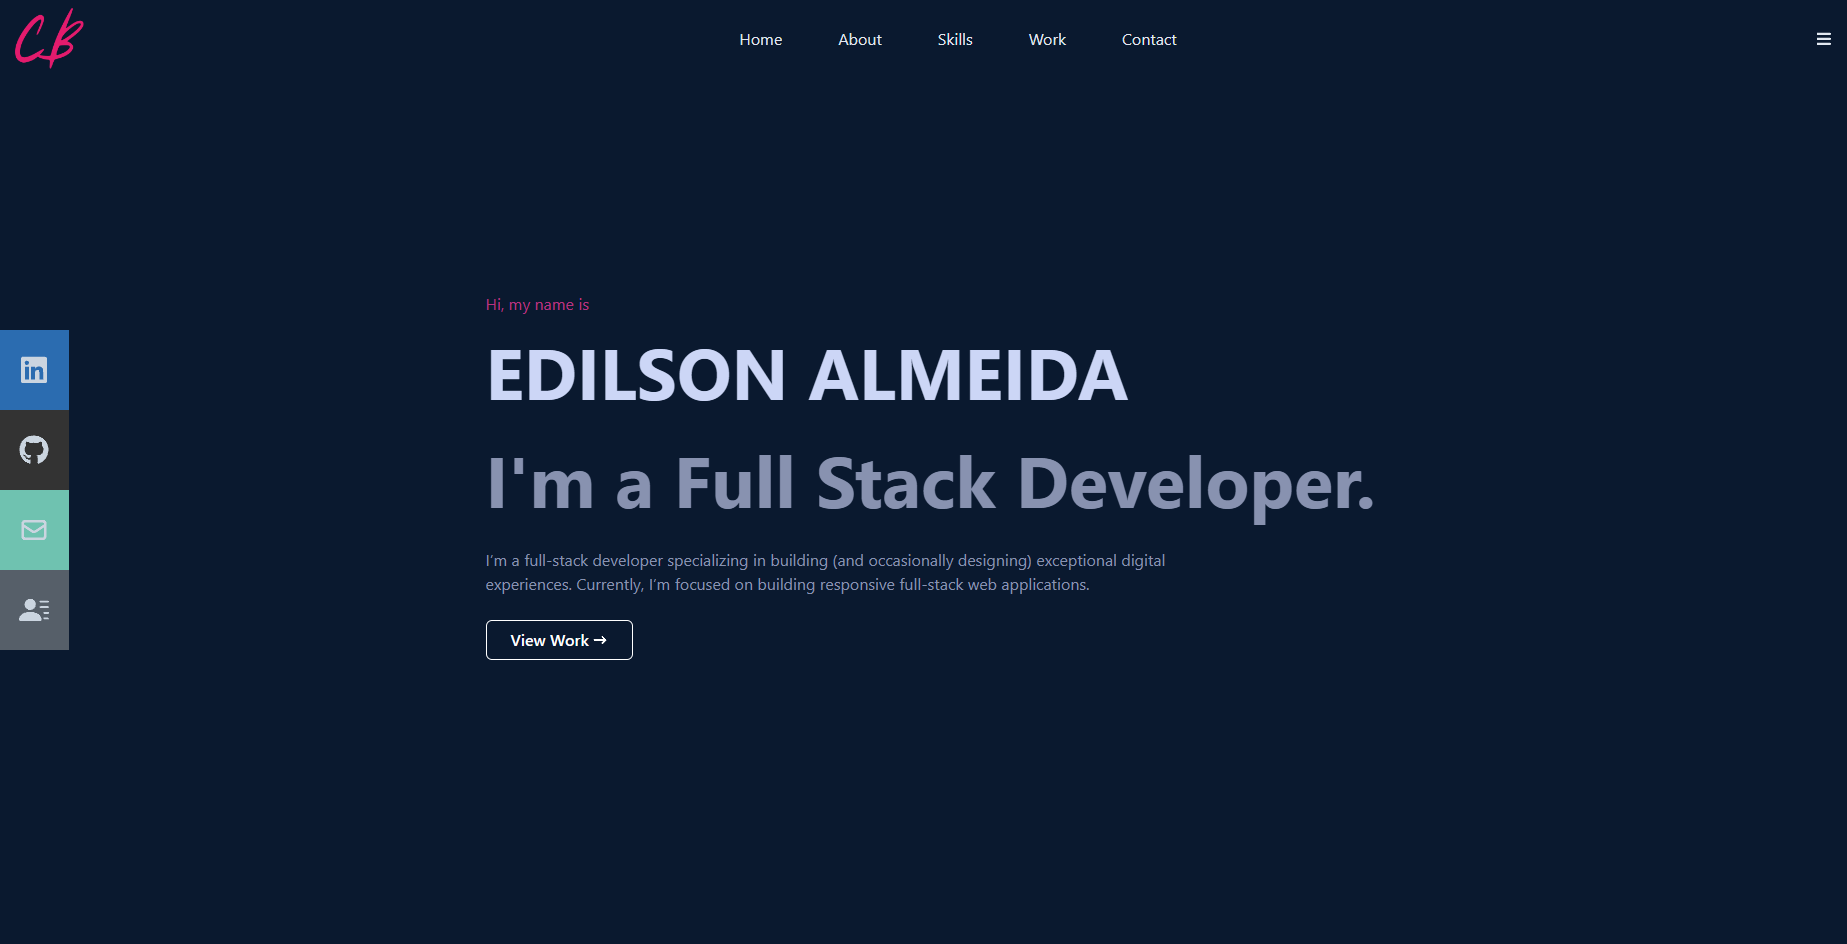 CB
Home About Skills Work Contact
Hi, my name is
EDILSON ALMEIDA
I'm a Full Stack Developer.
I’m a full-stack developer specializing in building (and occasionally designing) exceptional digital
experiences. Currently, I’m focused on building responsive full-stack web applications.
View Work →
in